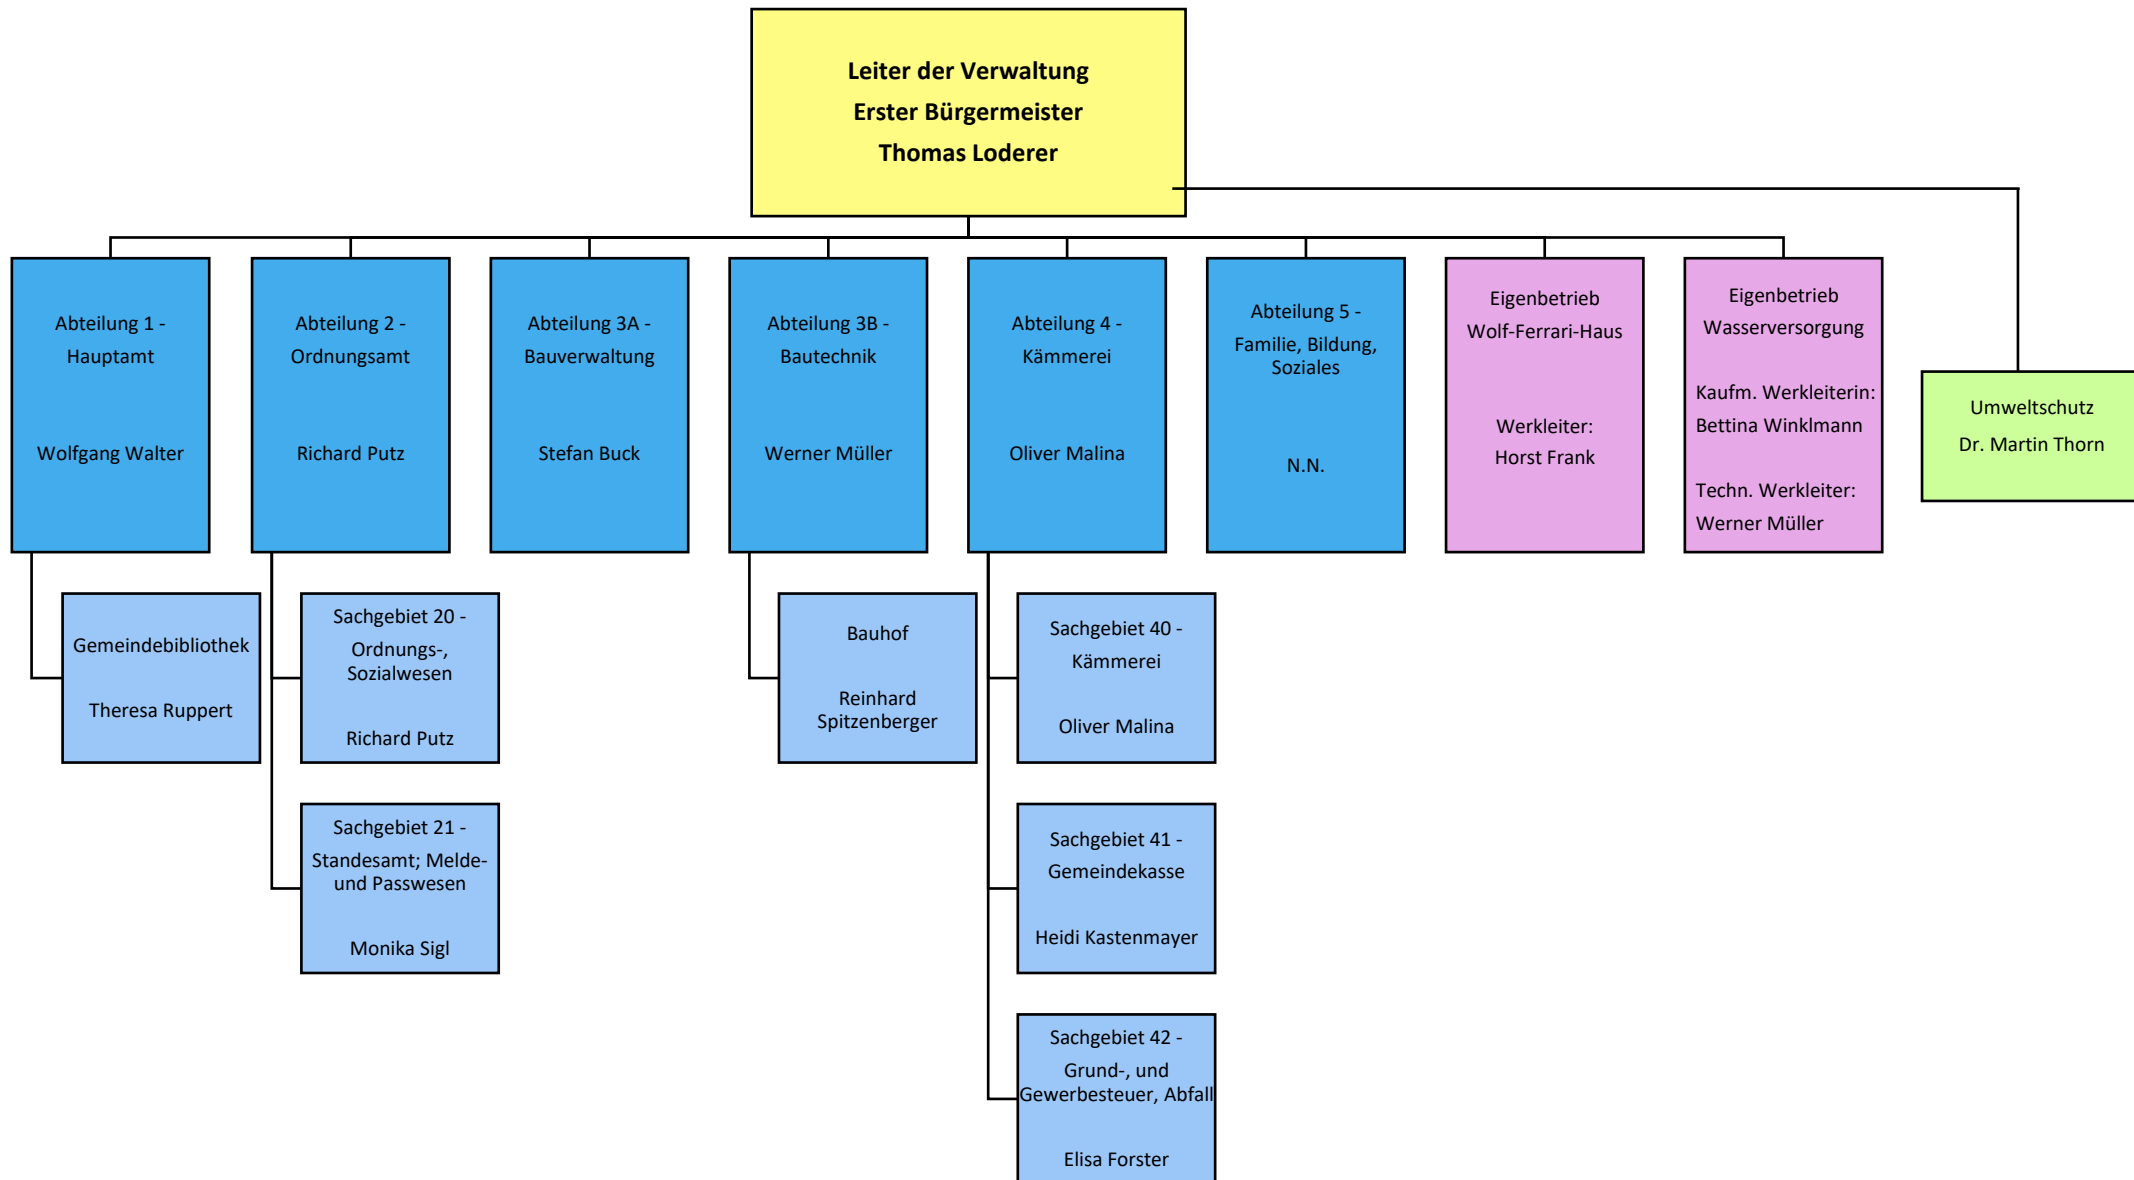 Leiter der Verwaltung
Erster Bürgermeister
Thomas Loderer
Abteilung 1 -
Hauptamt
Wolfgang Walter
Abteilung 2 -
Ordnungsamt
Richard Putz
Abteilung 3A -
Bauverwaltung
Stefan Buck
Abteilung 3B -
Bautechnik
Werner Müller
Abteilung 4 -
Kämmerei
Oliver Malina
Abteilung 5 -
Familie, Bildung,
Soziales
N.N.
Eigenbetrieb
Wolf-Ferrari-Haus
Werkleiter:
Horst Frank
Eigenbetrieb
Wasserversorgung
Kaufm. Werkleiterin:
Bettina Winklmann
Techn. Werkleiter:
Werner Müller
Umweltschutz
Dr. Martin Thorn
Gemeindebibliothek
Theresa Ruppert
Sachgebiet 20 -
Ordnungs-,
Sozialwesen
Richard Putz
Bauhof
Reinhard
Spitzenberger
Sachgebiet 40 -
Kämmerei
Oliver Malina
Sachgebiet 21 -
Standesamt; Melde-
und Passwesen
Monika Sigl
Sachgebiet 41 -
Gemeindekasse
Heidi Kastenmayer
Sachgebiet 42 -
Grund-, und
Gewerbesteuer, Abfall
Elisa Forster